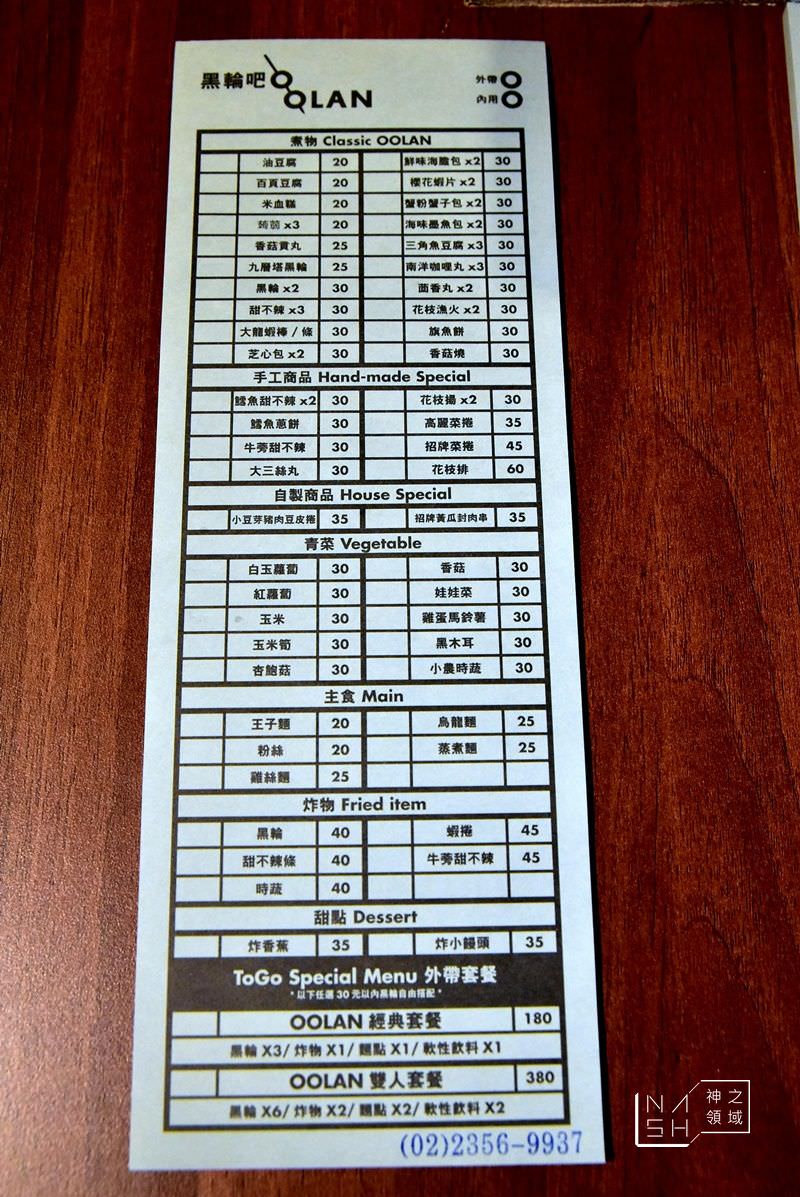 黑輪吧 OOLAN
外帶
內用
煮物 Classic OOLAN
油豆腐 20 鮮味海膽包 x2 30
百頁豆腐 20 櫻花蝦片 x2 30
米血糕 20 蟹粉蟹子包 x2 30
蒟蒻 x3 20 海味墨魚包 x2 30
香菇貢丸 25 三角魚豆腐 x3 30
九層塔黑輪 25 南洋咖哩丸 x3 30
黑輪 x2 30 茴香丸 x2 30
甜不辣 x3 30 花枝漁火 x2 30
大龍蝦棒 / 條 30 旗魚餅 30
芝心包 x2 30 香菇燒 30
手工商品 Hand-made Special
鱈魚甜不辣 x2 30 花枝揚 x2 30
鱈魚蔥餅 30 高麗菜捲 35
牛蒡甜不辣 30 招牌菜捲 45
大三絲丸 30 花枝排 60
自製商品 House Special
小豆芽豬肉豆皮捲 35 招牌黃瓜封肉串 35
青菜 Vegetable
白玉蘿蔔 30 香菇 30
紅蘿蔔 30 娃娃菜 30
玉米 30 雞蛋馬鈴薯 30
玉米筍 30 黑木耳 30
杏鮑菇 30 小農時蔬 30
主食 Main
王子麵 20 烏龍麵 25
粉絲 20 蒸煮麵 25
雞絲麵 25
炸物 Fried item
黑輪 40 蝦捲 45
甜不辣條 40 牛蒡甜不辣 45
時蔬 40
甜點 Dessert
炸香蕉 35 炸小饅頭 35
ToGo Special Menu 外帶套餐
* 以下任選 30 元以內黑輪自由搭配 *
OOLAN 經典套餐 180
黑輪 X3/ 炸物 X1/ 麵點 X1/ 軟性飲料 X1
OOLAN 雙人套餐 380
黑輪 X6/ 炸物 X2/ 麵點 X2/ 軟性飲料 X2
(02)2356-9937
NASH 神之領域